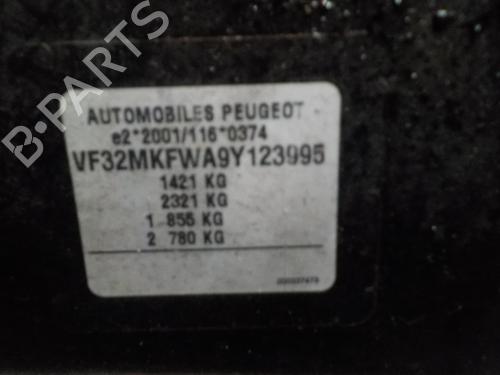 B-PARTS
AUTOMOBILES PEUGEOT
e2*2001/116*0374
VF32MKFWA9Y123995
1421 KG
2321 KG
1 855 KG
2 780 KG